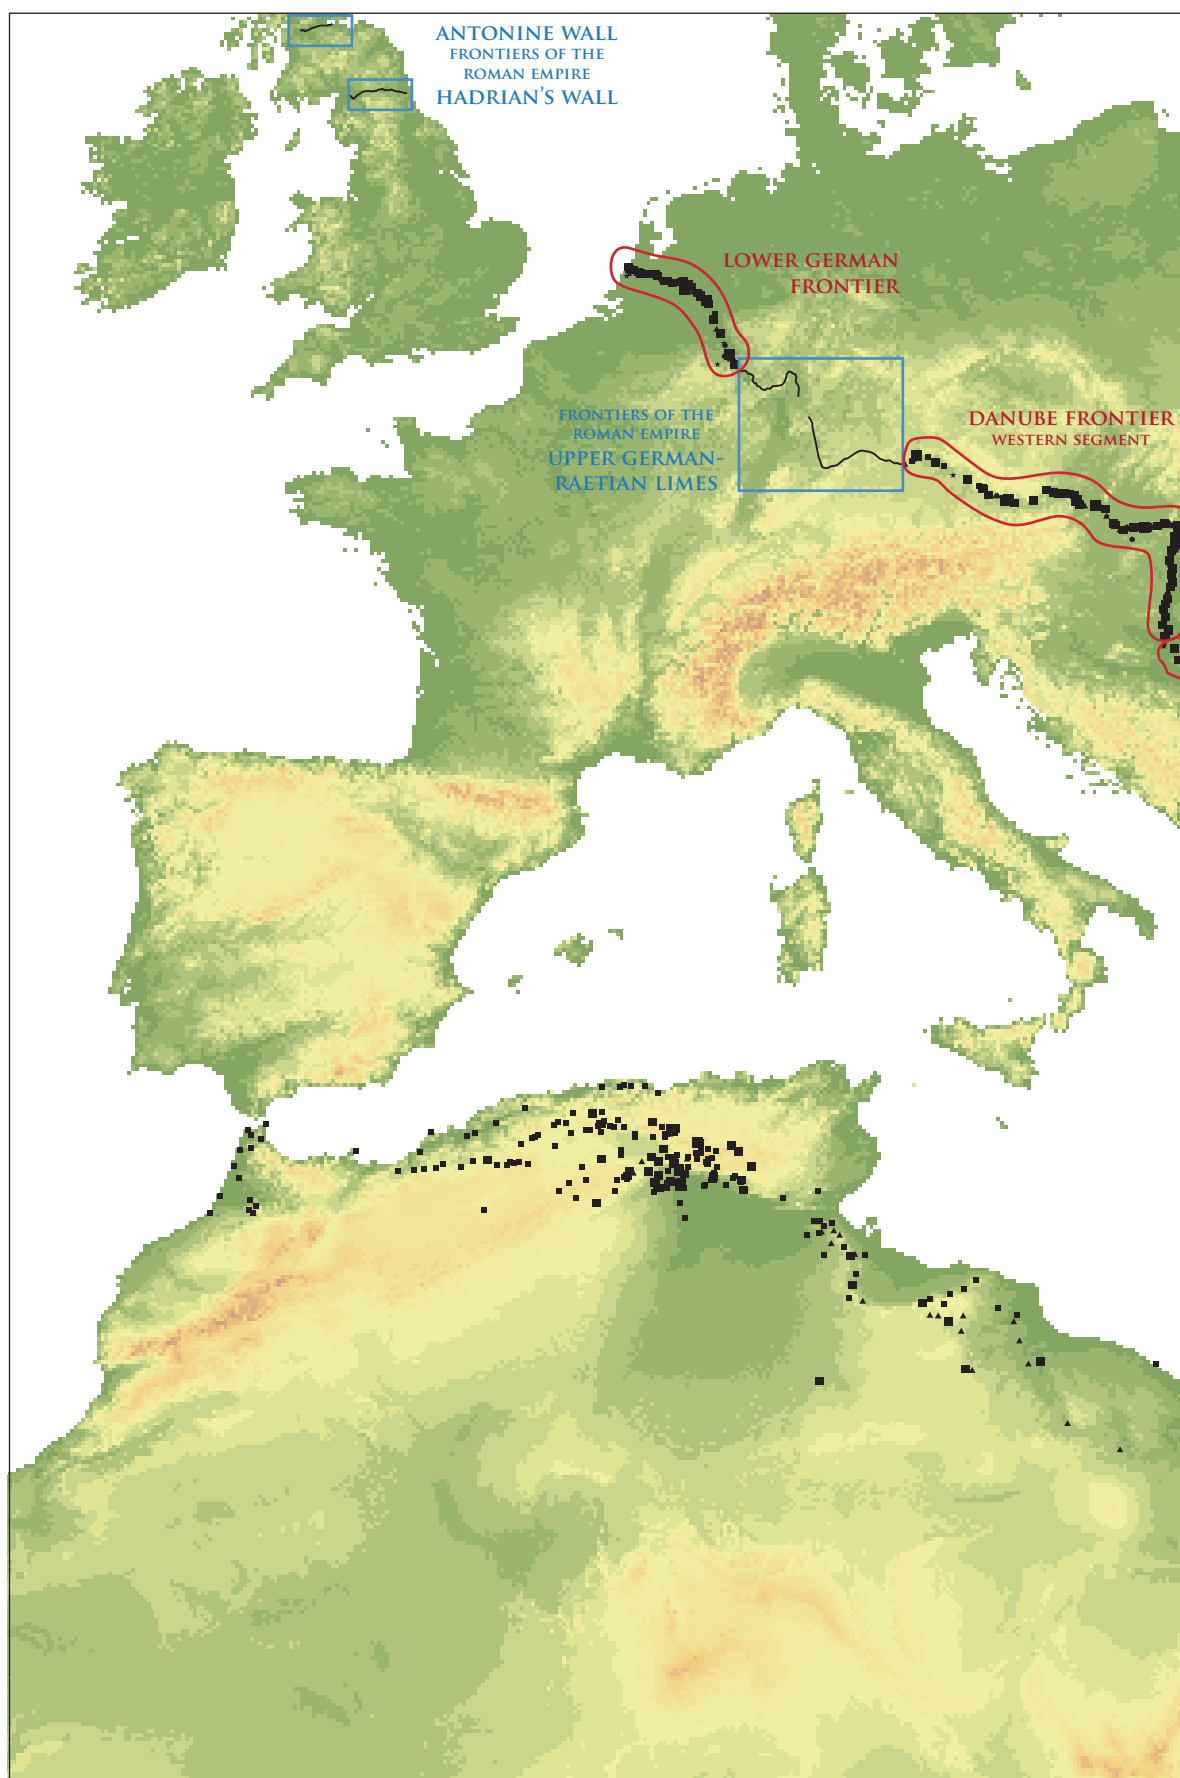 ANTONINE WALL
FRONTIERS OF THE
ROMAN EMPIRE
HADRIAN'S WALL
LOWER GERMAN
FRONTIER
FRONTIERS OF THE
ROMAN EMPIRE
UPPER GERMAN-
RAETIAN LIMES
DANUBE FRONTIER
WESTERN SEGMENT